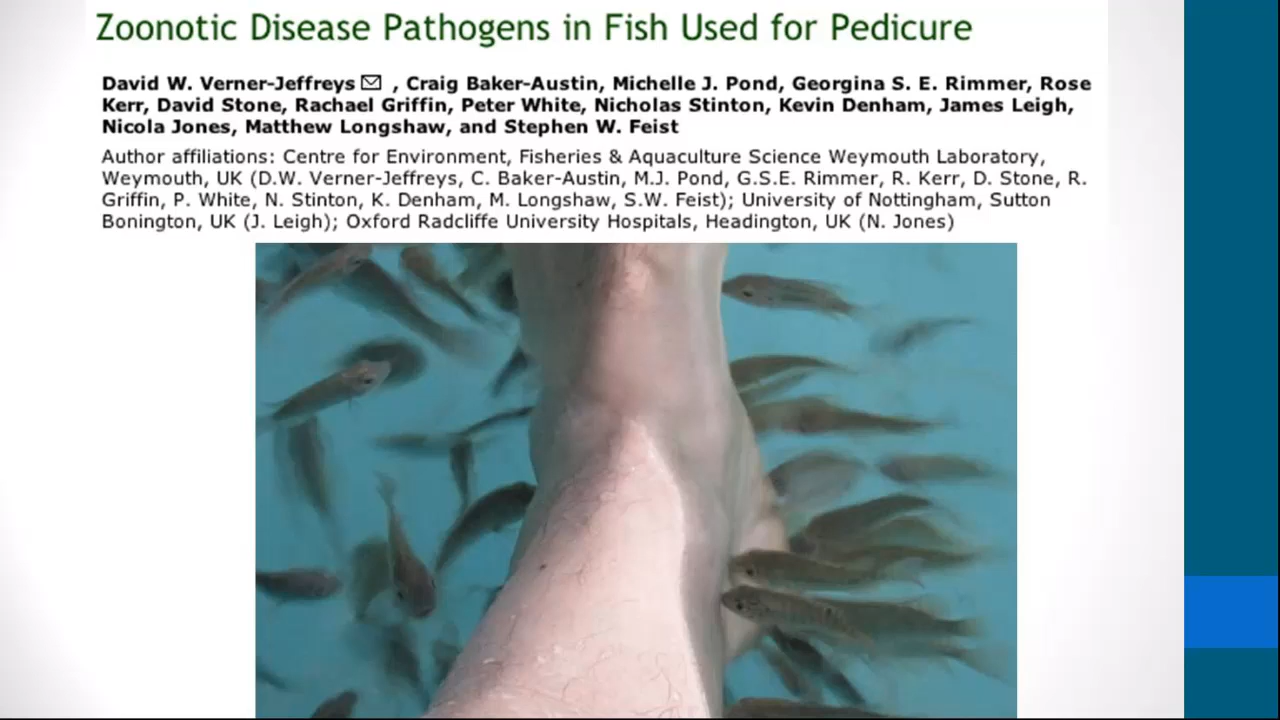 Zoonotic Disease Pathogens in Fish Used for Pedicure
David W. Verner-Jeffreys , Craig Baker-Austin, Michelle J. Pond, Georgina S. E. Rimmer, Rose
Kerr, David Stone, Rachael Griffin, Peter White, Nicholas Stinton, Kevin Denham, James Leigh,
Nicola Jones, Matthew Longshaw, and Stephen W. Feist
Author affiliations: Centre for Environment, Fisheries & Aquaculture Science Weymouth Laboratory,
Weymouth, UK (D.W. Verner-Jeffreys, C. Baker-Austin, M.J. Pond, G.S.E. Rimmer, R. Kerr, D. Stone, R.
Griffin, P. White, N. Stinton, K. Denham, M. Longshaw, S.W. Feist); University of Nottingham, Sutton
Bonington, UK (J. Leigh); Oxford Radcliffe University Hospitals, Headington, UK (N. Jones)